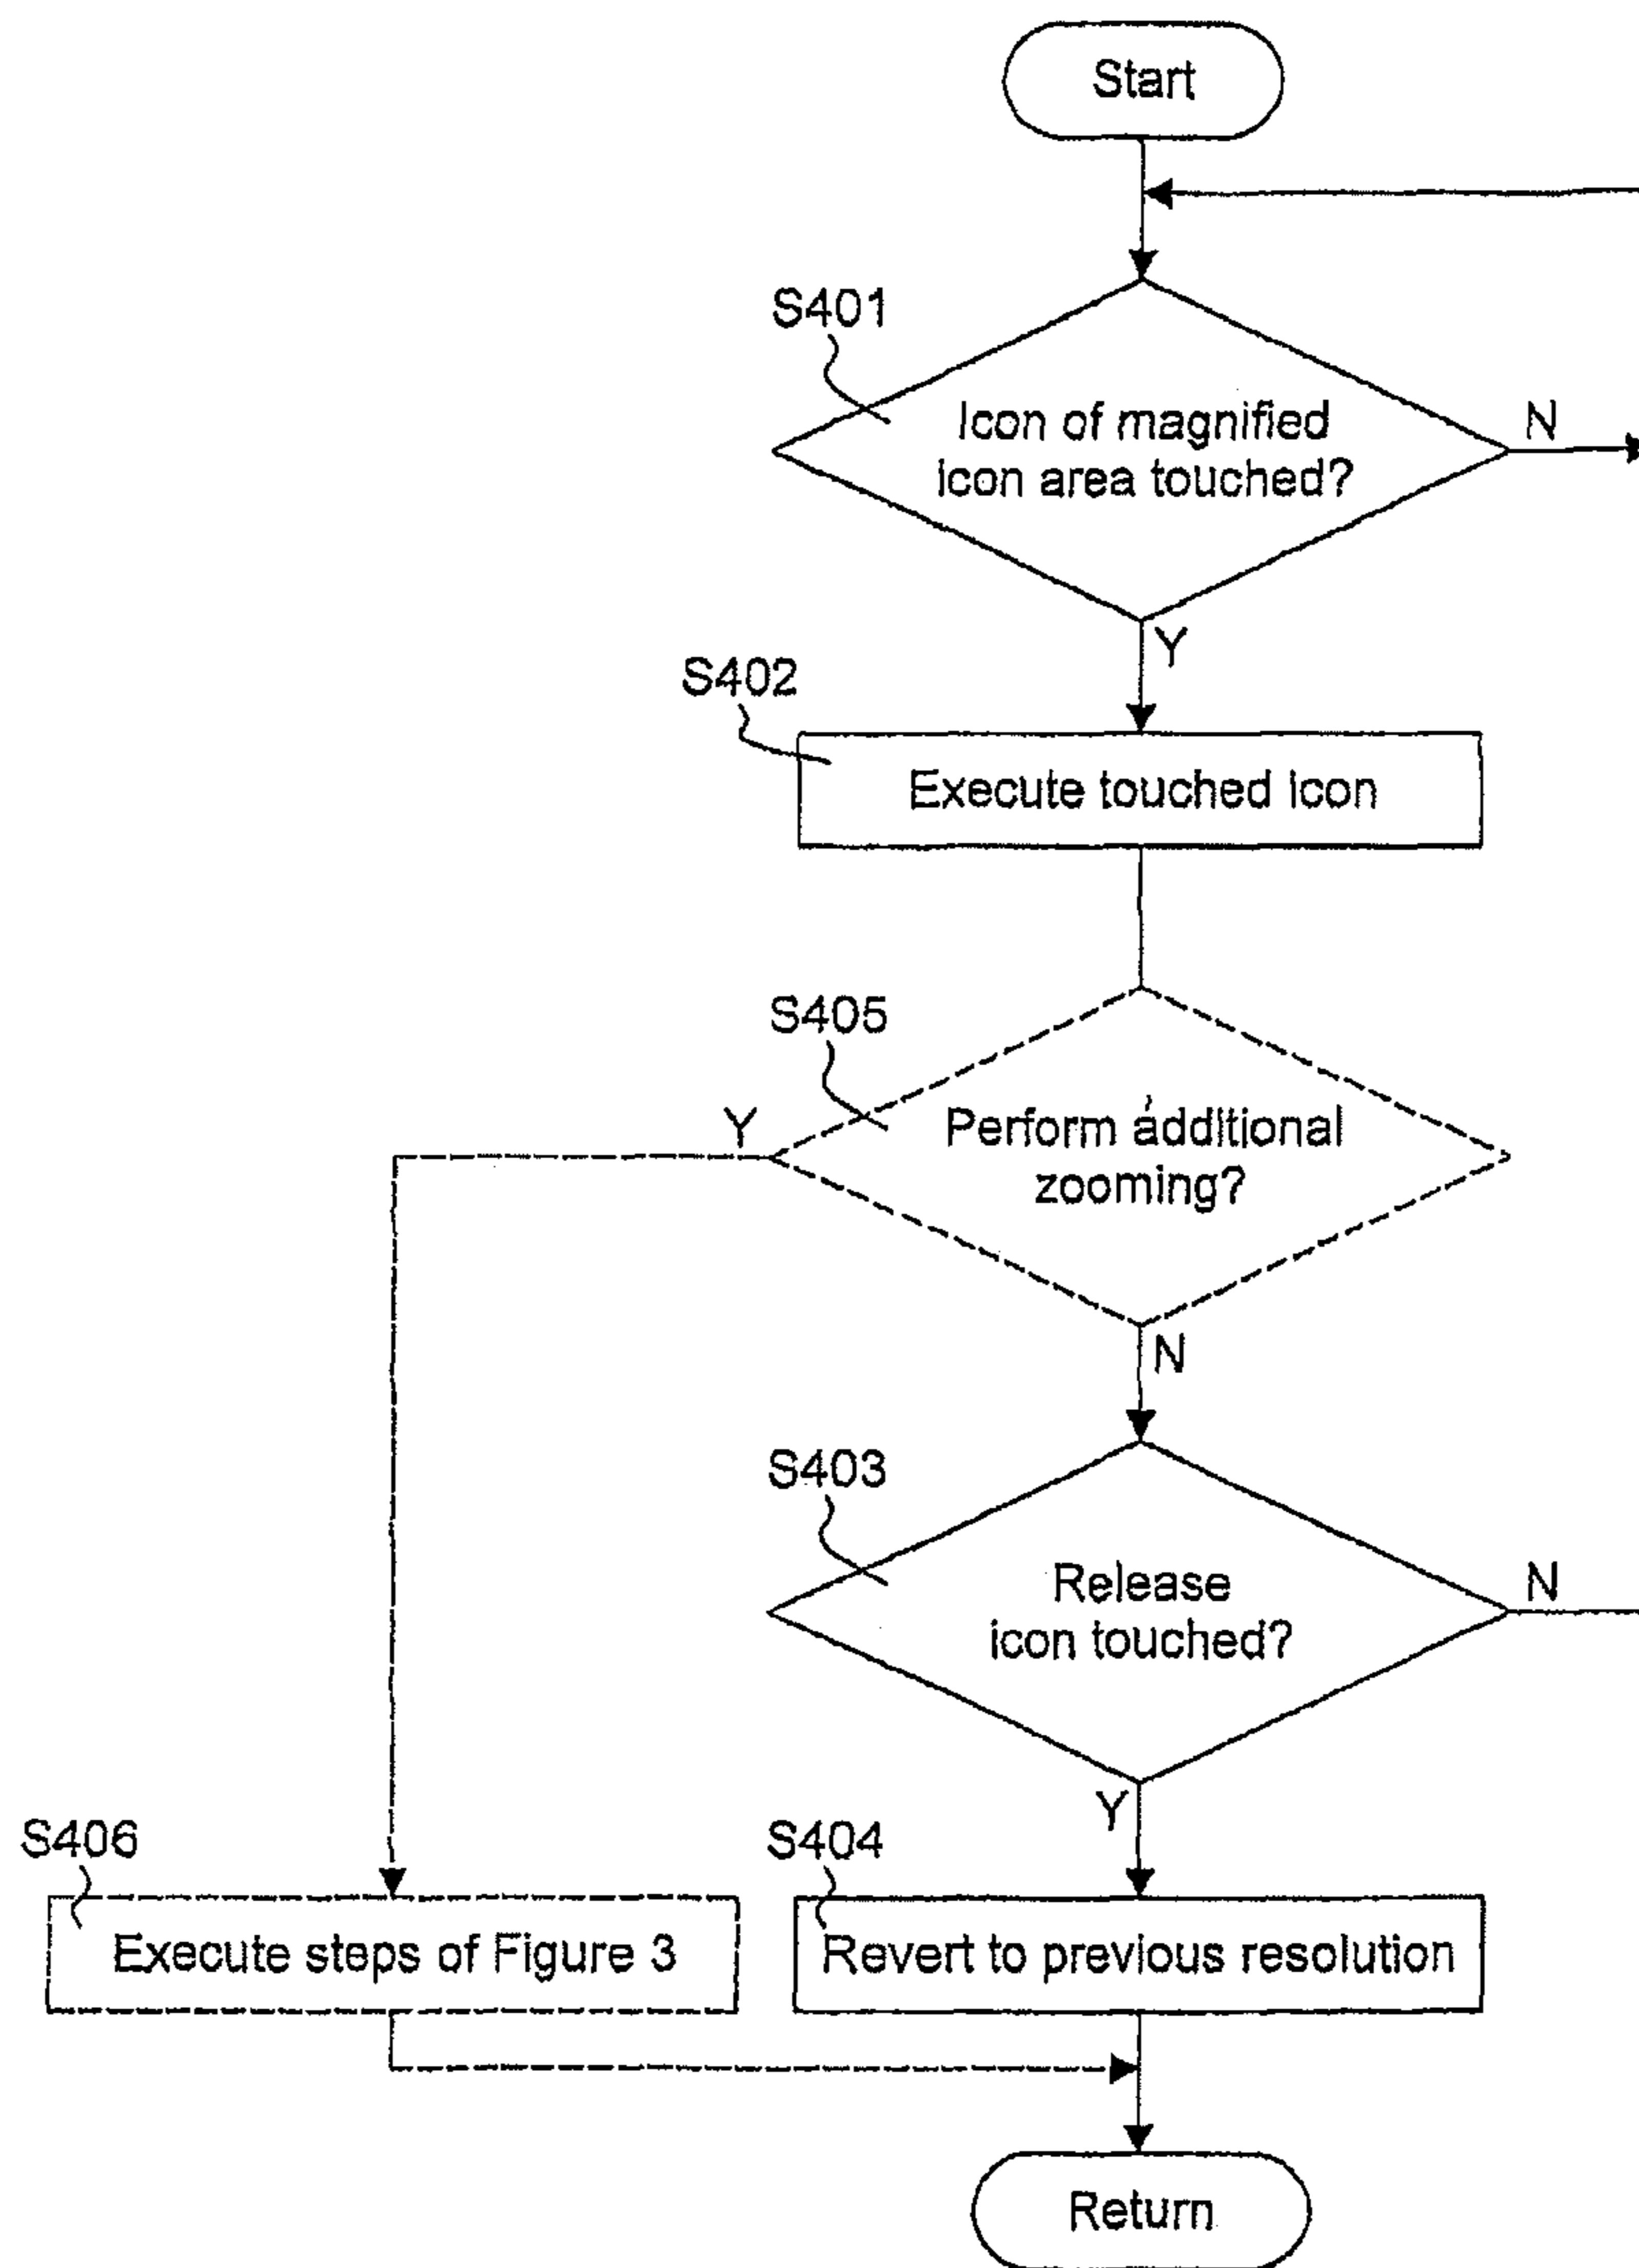 Start
S401
Icon of magnified
icon area touched?
N
Y
S402
Execute touched icon
S405
Perform additional
zooming?
Y
N
S403
Release
icon touched?
N
Y
S406
Execute steps of Figure 3
S404
Revert to previous resolution
Return